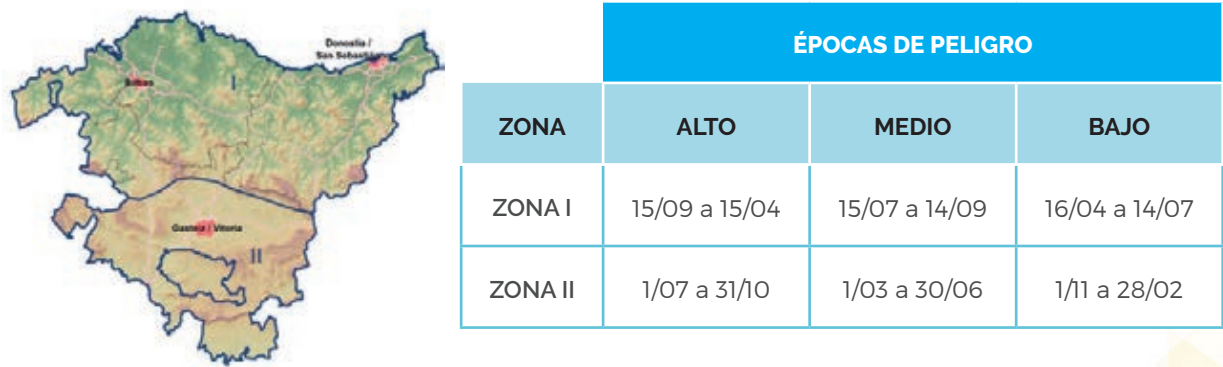 Donostia /
San Sebastián
Bilbao
I
Gasteiz / Vitoria
II
ÉPOCAS DE PELIGRO
ZONA ALTO MEDIO BAJO
ZONA I 15/09 a 15/04 15/07 a 14/09 16/04 a 14/07
ZONA II 1/07 a 31/10 1/03 a 30/06 1/11 a 28/02